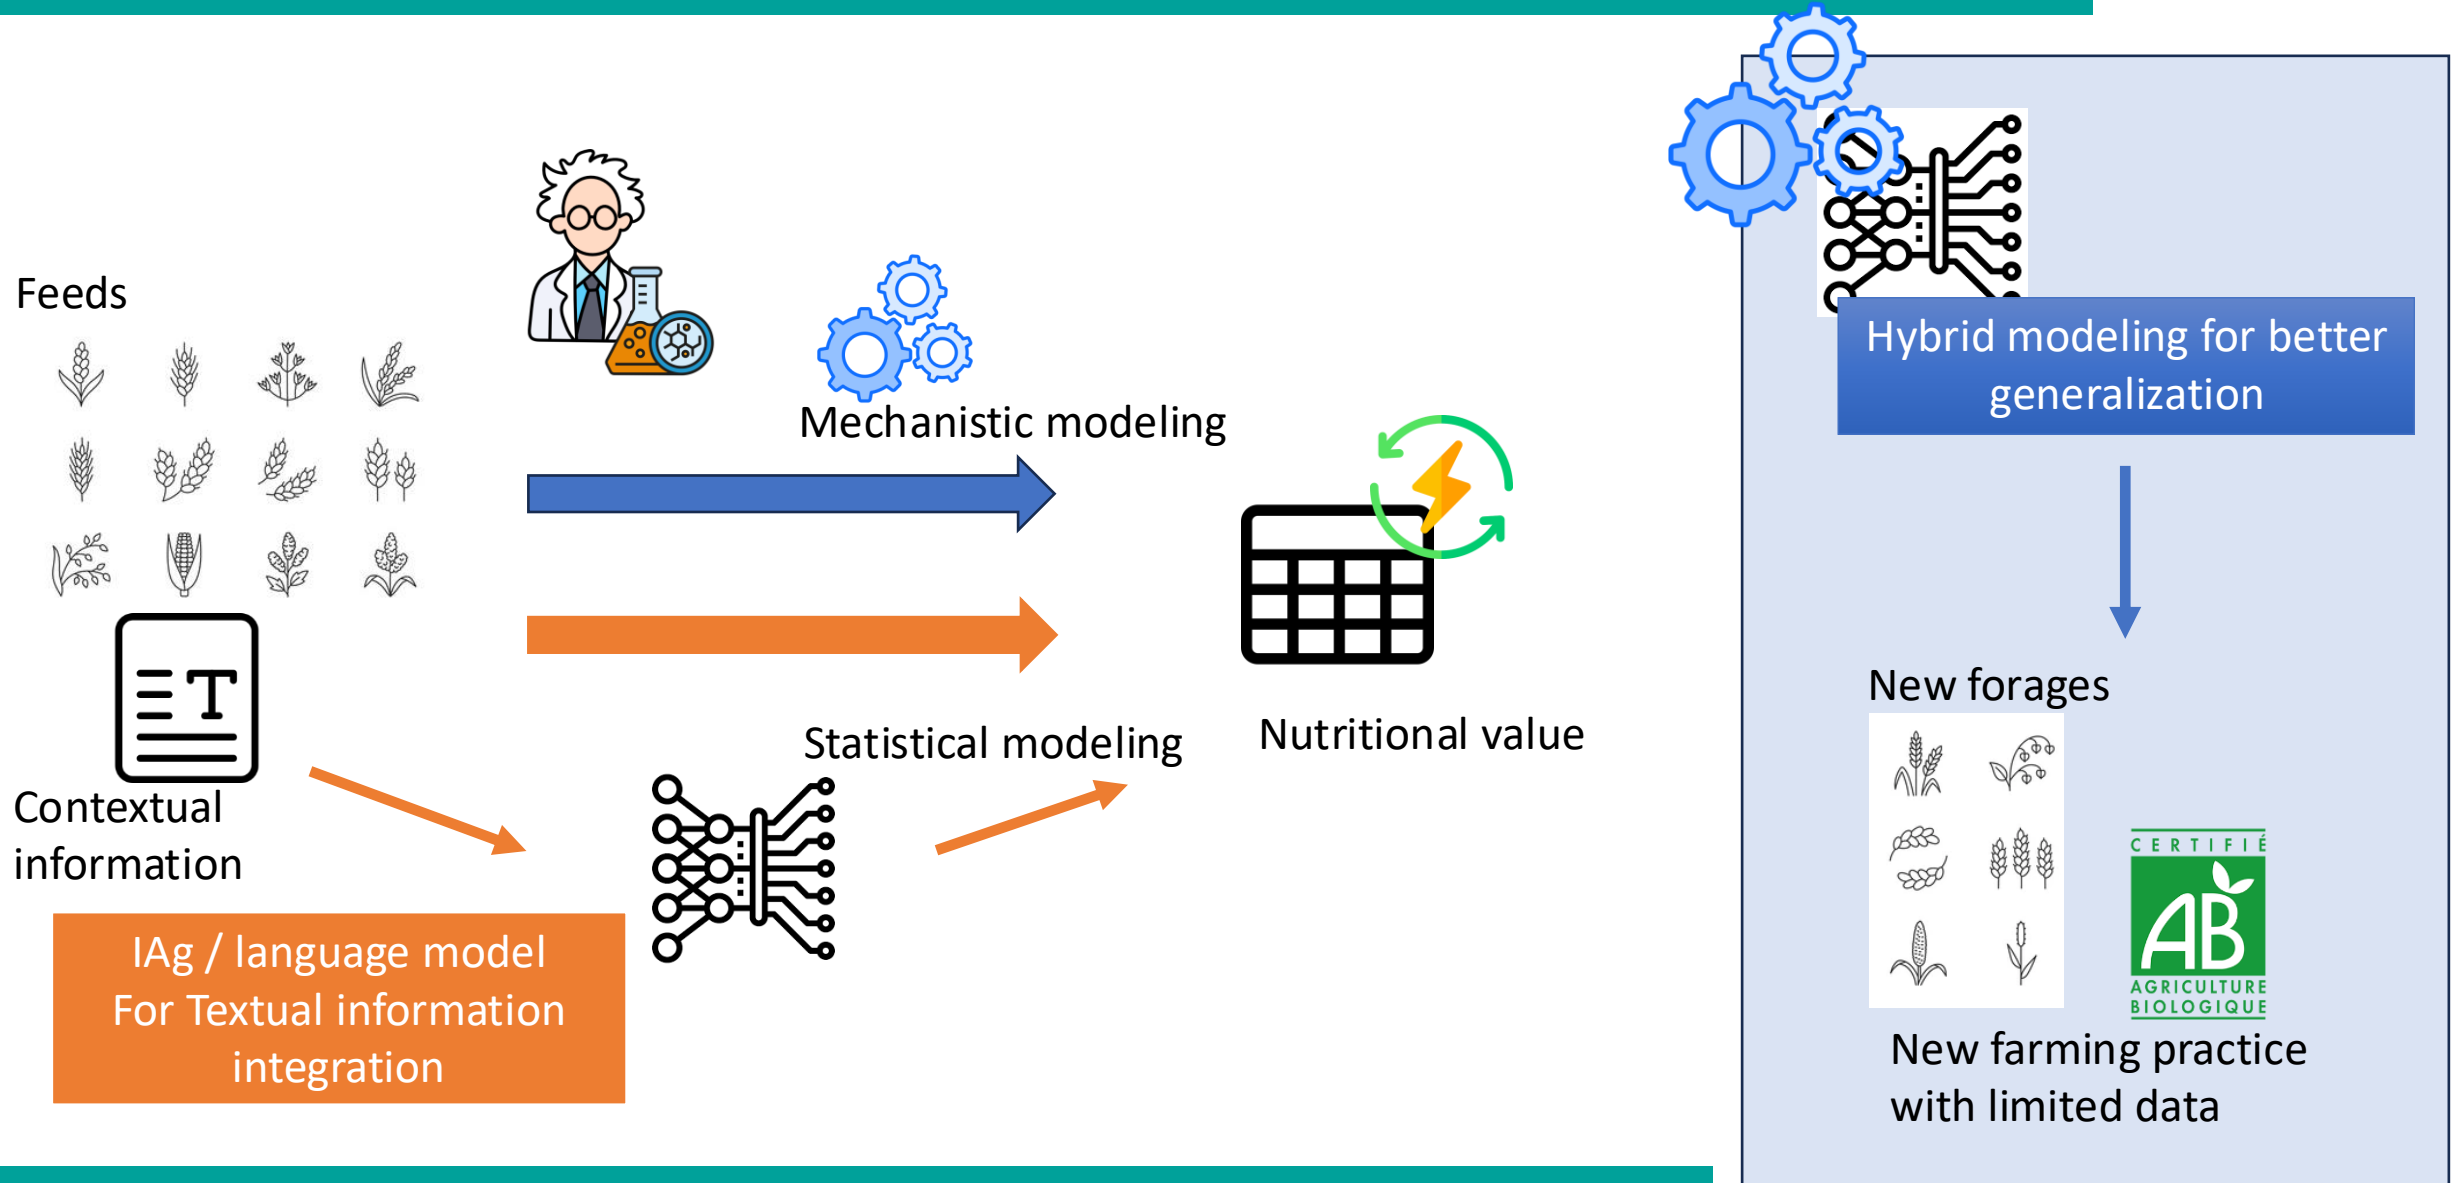 Feeds
Mechanistic modeling
Contextual
information
IAg / language model
For Textual information
integration
T
Statistical modeling
Nutritional value
Hybrid modeling for better
generalization
New forages
CERTIFIÉ
AB
AGRICULTURE
BIOLOGIQUE
New farming practice
with limited data